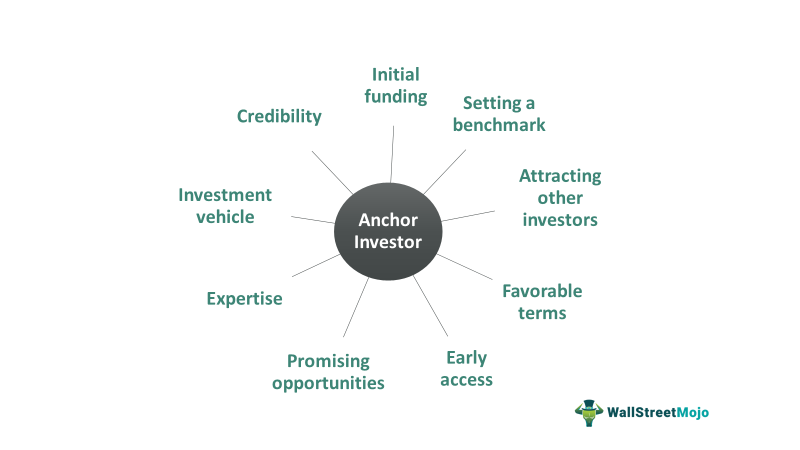 Initial
funding
Setting a
benchmark
Credibility
Attracting
other
investors
Investment
vehicle
Anchor
Investor
Favorable
terms
Expertise
Early
access
Promising
opportunities
WallStreetMojo